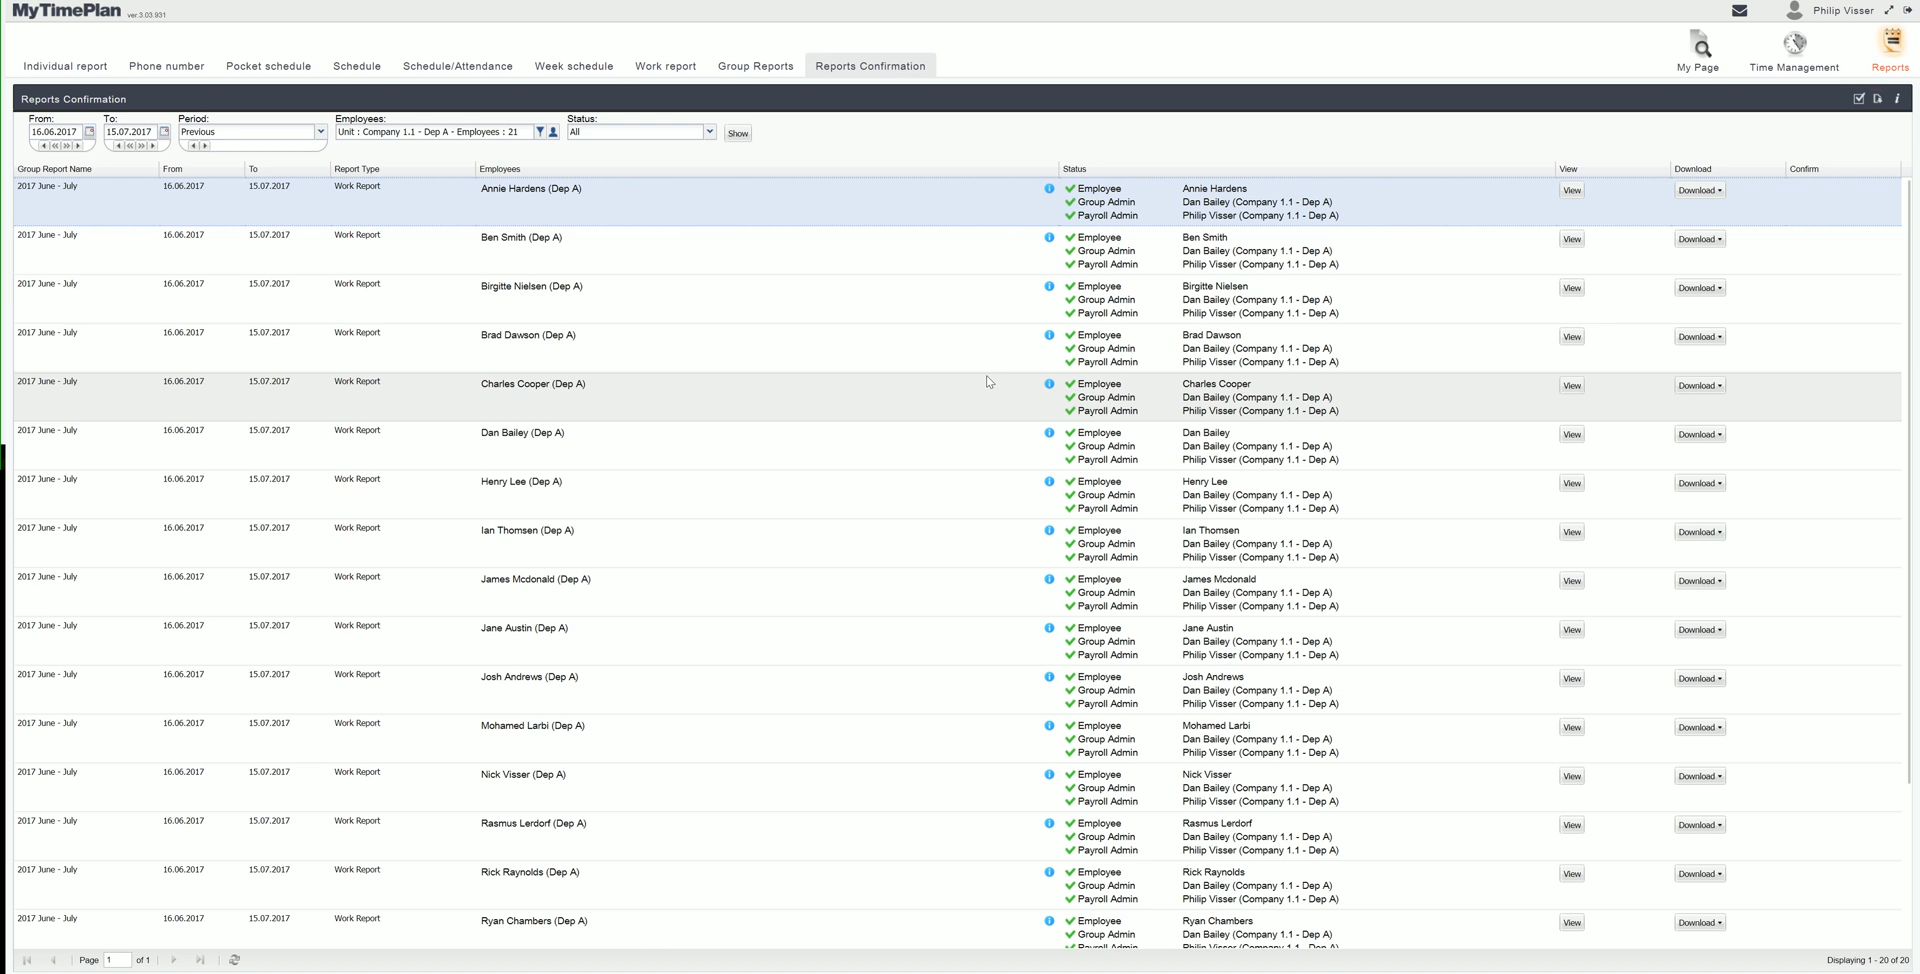 MyTimePlan ver.3.03.931
Philip Visser
Individual report Phone number Pocket schedule Schedule Schedule/Attendance Week schedule Work report Group Reports Reports Confirmation
My Page Time Management Reports
Reports Confirmation
From: To: Period: Employees: Status:
16.06.2017 15.07.2017 Previous Unit : Company 1.1 - Dep A - Employees : 21 All Show
Group Report Name From To Report Type Employees Status View Download Confirm
2017 June - July 16.06.2017 15.07.2017 Work Report Annie Hardens (Dep A) Employee Annie Hardens View Download
Group Admin Dan Bailey (Company 1.1 - Dep A)
Payroll Admin Philip Visser (Company 1.1 - Dep A)
2017 June - July 16.06.2017 15.07.2017 Work Report Ben Smith (Dep A) Employee Ben Smith View Download
Group Admin Dan Bailey (Company 1.1 - Dep A)
Payroll Admin Philip Visser (Company 1.1 - Dep A)
2017 June - July 16.06.2017 15.07.2017 Work Report Birgitte Nielsen (Dep A) Employee Birgitte Nielsen View Download
Group Admin Dan Bailey (Company 1.1 - Dep A)
Payroll Admin Philip Visser (Company 1.1 - Dep A)
2017 June - July 16.06.2017 15.07.2017 Work Report Brad Dawson (Dep A) Employee Brad Dawson View Download
Group Admin Dan Bailey (Company 1.1 - Dep A)
Payroll Admin Philip Visser (Company 1.1 - Dep A)
2017 June - July 16.06.2017 15.07.2017 Work Report Charles Cooper (Dep A) Employee Charles Cooper View Download
Group Admin Dan Bailey (Company 1.1 - Dep A)
Payroll Admin Philip Visser (Company 1.1 - Dep A)
2017 June - July 16.06.2017 15.07.2017 Work Report Dan Bailey (Dep A) Employee Dan Bailey View Download
Group Admin Dan Bailey (Company 1.1 - Dep A)
Payroll Admin Philip Visser (Company 1.1 - Dep A)
2017 June - July 16.06.2017 15.07.2017 Work Report Henry Lee (Dep A) Employee Henry Lee View Download
Group Admin Dan Bailey (Company 1.1 - Dep A)
Payroll Admin Philip Visser (Company 1.1 - Dep A)
2017 June - July 16.06.2017 15.07.2017 Work Report Ian Thomsen (Dep A) Employee Ian Thomsen View Download
Group Admin Dan Bailey (Company 1.1 - Dep A)
Payroll Admin Philip Visser (Company 1.1 - Dep A)
2017 June - July 16.06.2017 15.07.2017 Work Report James Mcdonald (Dep A) Employee James Mcdonald View Download
Group Admin Dan Bailey (Company 1.1 - Dep A)
Payroll Admin Philip Visser (Company 1.1 - Dep A)
2017 June - July 16.06.2017 15.07.2017 Work Report Jane Austin (Dep A) Employee Jane Austin View Download
Group Admin Dan Bailey (Company 1.1 - Dep A)
Payroll Admin Philip Visser (Company 1.1 - Dep A)
2017 June - July 16.06.2017 15.07.2017 Work Report Josh Andrews (Dep A) Employee Josh Andrews View Download
Group Admin Dan Bailey (Company 1.1 - Dep A)
Payroll Admin Philip Visser (Company 1.1 - Dep A)
2017 June - July 16.06.2017 15.07.2017 Work Report Mohamed Larbi (Dep A) Employee Mohamed Larbi View Download
Group Admin Dan Bailey (Company 1.1 - Dep A)
Payroll Admin Philip Visser (Company 1.1 - Dep A)
2017 June - July 16.06.2017 15.07.2017 Work Report Nick Visser (Dep A) Employee Nick Visser View Download
Group Admin Dan Bailey (Company 1.1 - Dep A)
Payroll Admin Philip Visser (Company 1.1 - Dep A)
2017 June - July 16.06.2017 15.07.2017 Work Report Rasmus Lerdorf (Dep A) Employee Rasmus Lerdorf View Download
Group Admin Dan Bailey (Company 1.1 - Dep A)
Payroll Admin Philip Visser (Company 1.1 - Dep A)
2017 June - July 16.06.2017 15.07.2017 Work Report Rick Raynolds (Dep A) Employee Rick Raynolds View Download
Group Admin Dan Bailey (Company 1.1 - Dep A)
Payroll Admin Philip Visser (Company 1.1 - Dep A)
2017 June - July 16.06.2017 15.07.2017 Work Report Ryan Chambers (Dep A) Employee Ryan Chambers View Download
Group Admin Dan Bailey (Company 1.1 - Dep A)
Payroll Admin Philip Visser (Company 1.1 - Dep A)
Page 1 of 1 Displaying 1 - 20 of 20